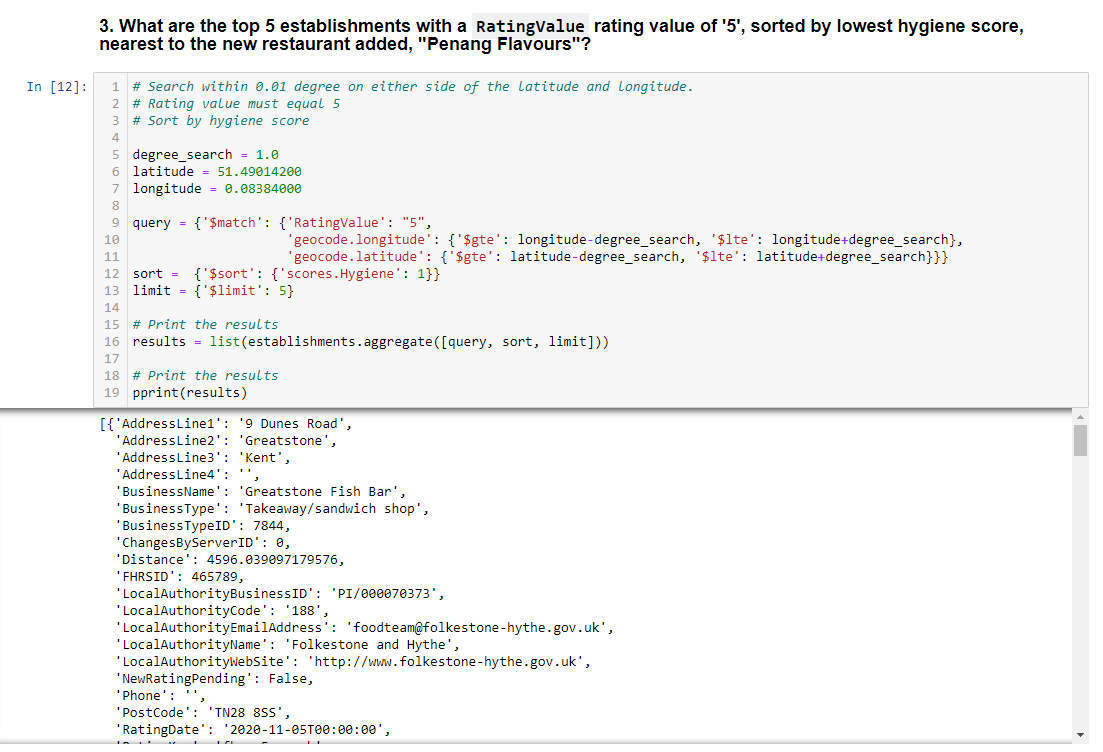 3. What are the top 5 establishments with a RatingValue rating value of '5', sorted by lowest hygiene score,
nearest to the new restaurant added, "Penang Flavours"?
In [12]:
1 # Search within 0.01 degree on either side of the latitude and longitude.
2 # Rating value must equal 5
3 # Sort by hygiene score
4
5 degree_search = 1.0
6 latitude = 51.49014200
7 longitude = 0.08384000
8
9 query = {'$match': {'RatingValue': "5",
10 'geocode.longitude': {'$gte': longitude-degree_search, '$lte': longitude+degree_search},
11 'geocode.latitude': {'$gte': latitude-degree_search, '$lte': latitude+degree_search}}}
12 sort =  {'$sort': {'scores.Hygiene': 1}}
13 limit = {'$limit': 5}
14
15 # Print the results
16 results = list(establishments.aggregate([query, sort, limit]))
17
18 # Print the results
19 pprint(results)
[{'AddressLine1': '9 Dunes Road',
'AddressLine2': 'Greatstone',
'AddressLine3': 'Kent',
'AddressLine4': '',
'BusinessName': 'Greatstone Fish Bar',
'BusinessType': 'Takeaway/sandwich shop',
'BusinessTypeID': 7844,
'ChangesByServerID': 0,
'Distance': 4596.039097179576,
'FHRSID': 465789,
'LocalAuthorityBusinessID': 'PI/000070373',
'LocalAuthorityCode': '188',
'LocalAuthorityEmailAddress': 'foodteam@folkestone-hythe.gov.uk',
'LocalAuthorityName': 'Folkestone and Hythe',
'LocalAuthorityWebSite': 'http://www.folkestone-hythe.gov.uk',
'NewRatingPending': False,
'Phone': '',
'PostCode': 'TN28 8SS',
'RatingDate': '2020-11-05T00:00:00',